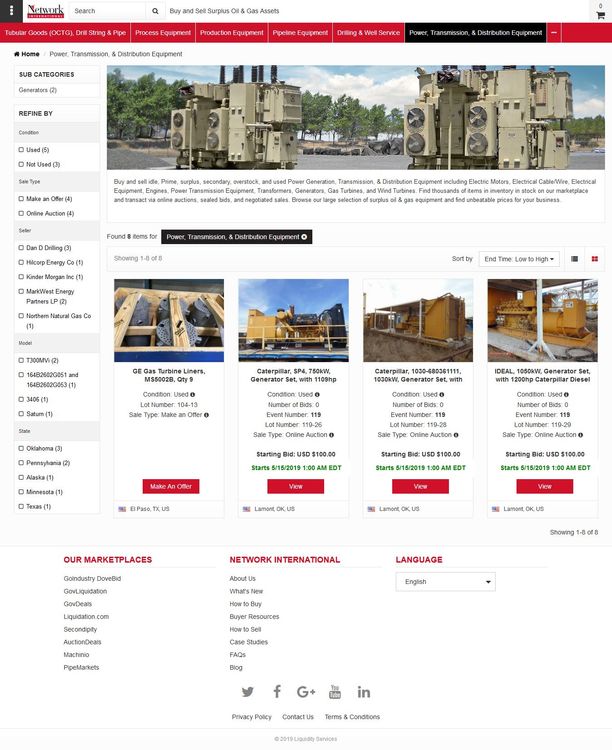 Network
INTERNATIONAL
Search
Buy and Sell Surplus Oil & Gas Assets
0
Tubular Goods (OCTG), Drill String & Pipe
Process Equipment
Production Equipment
Pipeline Equipment
Drilling & Well Service
Power, Transmission, & Distribution Equipment
Home / Power, Transmission, & Distribution Equipment
SUB CATEGORIES
Generators (2)
REFINE BY
Condition
Used (5)
Not Used (3)
Sale Type
Make an Offer (4)
Online Auction (4)
Seller
Dan D Drilling (3)
Hilcorp Energy Co (1)
Kinder Morgan Inc (1)
MarkWest Energy
Partners LP (2)
Northern Natural Gas Co
(1)
Model
T300MVi (2)
164B2602G051 and
164B2602G053 (1)
3406 (1)
Saturn (1)
State
Oklahoma (3)
Pennsylvania (2)
Alaska (1)
Minnesota (1)
Texas (1)
Buy and sell idle, Prime, surplus, secondary, overstock, and used Power Generation, Transmission, & Distribution Equipment including Electric Motors, Electrical Cable/Wire, Electrical
Equipment, Engines, Power Transmission Equipment, Transformers, Generators, Gas Turbines, and Wind Turbines. Find thousands of items in inventory in stock on our marketplace
and transact via online auctions, sealed bids, and negotiated sales. Browse our large selection of surplus oil & gas equipment and find unbeatable prices for your business.
Found 8 items for
Power, Transmission, & Distribution Equipment
Showing 1-8 of 8
Sort by
End Time: Low to High
GE Gas Turbine Liners,
MS5002B, Qty 9
Condition: Used
Lot Number: 104-13
Sale Type: Make an Offer
Make An Offer
El Paso, TX, US
Caterpillar, SP4, 750kW,
Generator Set, with 1109hp
Condition: Used
Number of Bids: 0
Event Number: 119
Lot Number: 119-26
Sale Type: Online Auction
Starting Bid: USD $100.00
Starts 5/15/2019 1:00 AM EDT
View
Lamont, OK, US
Caterpillar, 1030-680361111,
1030kW, Generator Set, with
Condition: Used
Number of Bids: 0
Event Number: 119
Lot Number: 119-28
Sale Type: Online Auction
Starting Bid: USD $100.00
Starts 5/15/2019 1:00 AM EDT
View
Lamont, OK, US
IDEAL, 1050kW, Generator Set,
with 1200hp Caterpillar Diesel
Condition: Used
Number of Bids: 0
Event Number: 119
Lot Number: 119-29
Sale Type: Online Auction
Starting Bid: USD $100.00
Starts 5/15/2019 1:00 AM EDT
View
Lamont, OK, US
Showing 1-8 of 8
OUR MARKETPLACES
GoIndustry DoveBid
GovLiquidation
GovDeals
Liquidation.com
Secondipity
AuctionDeals
Machinio
PipeMarkets
NETWORK INTERNATIONAL
About Us
What's New
How to Buy
Buyer Resources
How to Sell
Case Studies
FAQs
Blog
LANGUAGE
English
You
Tube
Privacy Policy
Contact Us
Terms & Conditions
© 2019 Liquidity Services